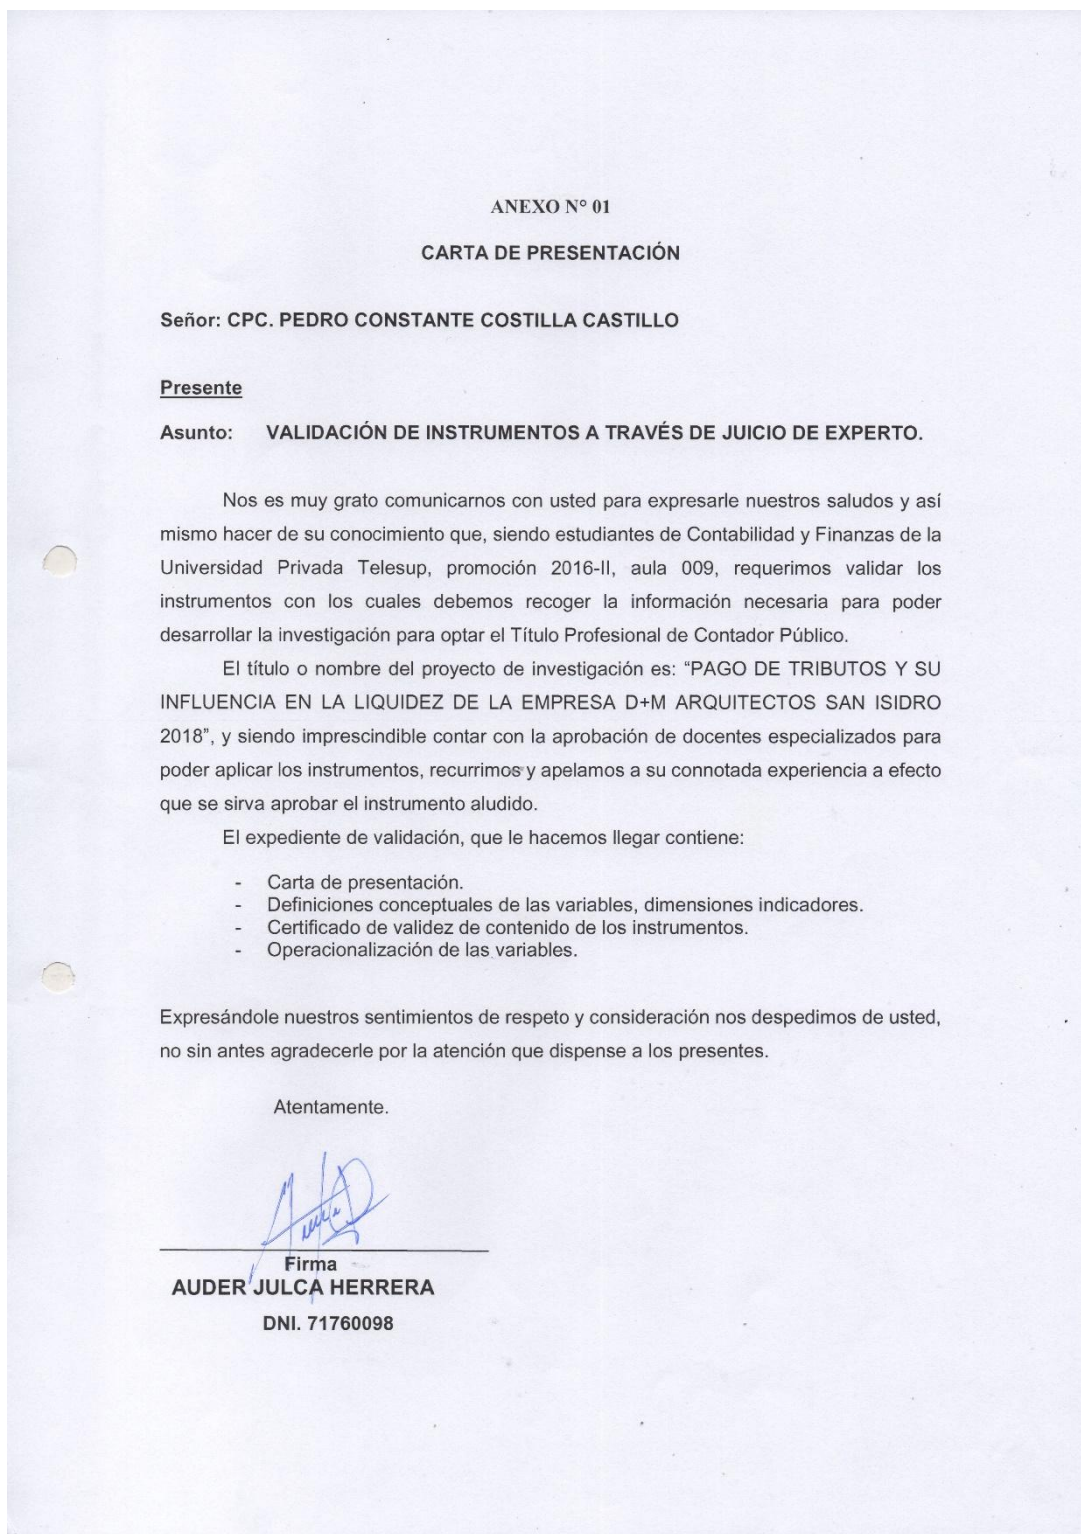 ANEXO N° 01
CARTA DE PRESENTACIÓN
Señor: CPC. PEDRO CONSTANTE COSTILLA CASTILLO
Presente
Asunto: VALIDACIÓN DE INSTRUMENTOS A TRAVÉS DE JUICIO DE EXPERTO.
Nos es muy grato comunicarnos con usted para expresarle nuestros saludos y así
mismo hacer de su conocimiento que, siendo estudiantes de Contabilidad y Finanzas de la
Universidad Privada Telesup, promoción 2016-II, aula 009, requerimos validar los
instrumentos con los cuales debemos recoger la información necesaria para poder
desarrollar la investigación para optar el Título Profesional de Contador Público.
El título o nombre del proyecto de investigación es: “PAGO DE TRIBUTOS Y SU
INFLUENCIA EN LA LIQUIDEZ DE LA EMPRESA D+M ARQUITECTOS SAN ISIDRO
2018”, y siendo imprescindible contar con la aprobación de docentes especializados para
poder aplicar los instrumentos, recurrimos y apelamos a su connotada experiencia a efecto
que se sirva aprobar el instrumento aludido.
El expediente de validación, que le hacemos llegar contiene:
- Carta de presentación.
- Definiciones conceptuales de las variables, dimensiones indicadores.
- Certificado de validez de contenido de los instrumentos.
- Operacionalización de las variables.
Expresándole nuestros sentimientos de respeto y consideración nos despedimos de usted,
no sin antes agradecerle por la atención que dispense a los presentes.
Atentamente.
Firma
AUDER JULCA HERRERA
DNI. 71760098